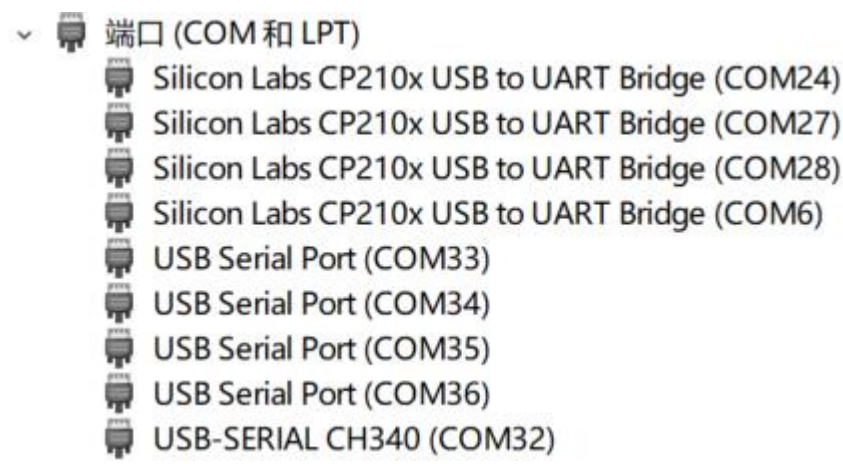 端口 (COM 和 LPT)
Silicon Labs CP210x USB to UART Bridge (COM24)
Silicon Labs CP210x USB to UART Bridge (COM27)
Silicon Labs CP210x USB to UART Bridge (COM28)
Silicon Labs CP210x USB to UART Bridge (COM6)
USB Serial Port (COM33)
USB Serial Port (COM34)
USB Serial Port (COM35)
USB Serial Port (COM36)
USB-SERIAL CH340 (COM32)